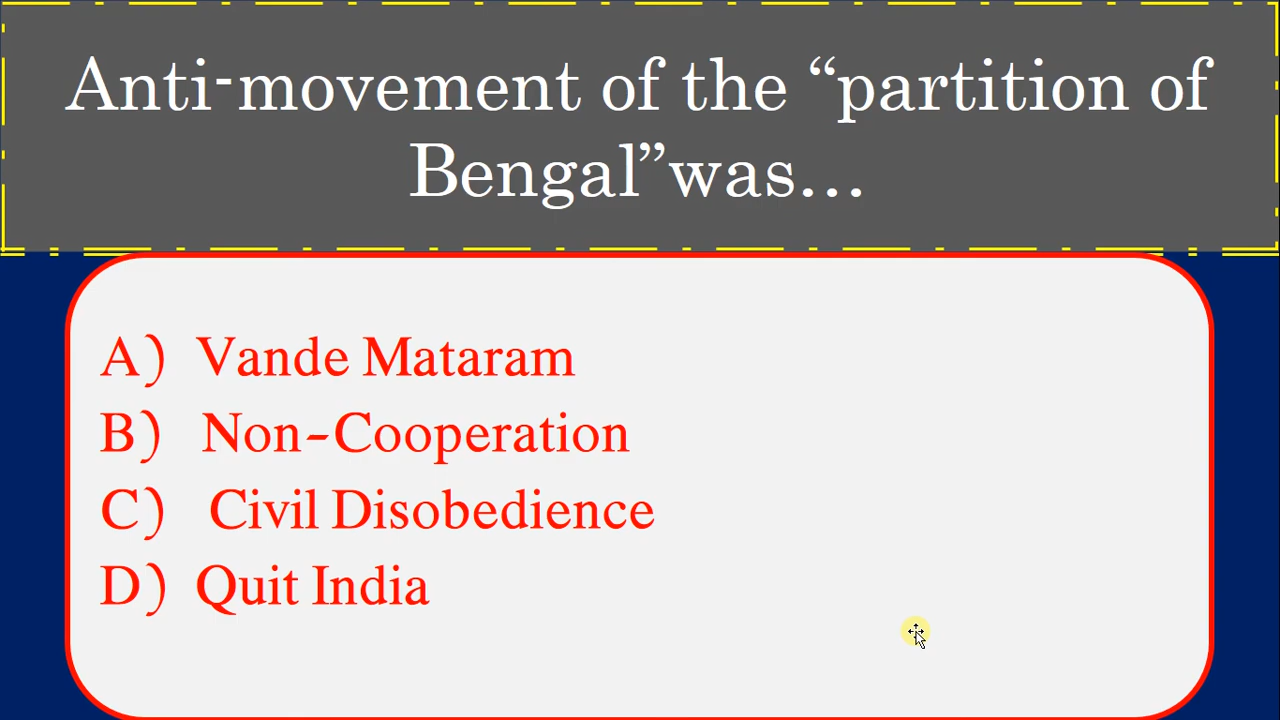 Anti-movement of the “partition of
Bengal”was...
A) Vande Mataram
B) Non-Cooperation
C) Civil Disobedience
D) Quit India